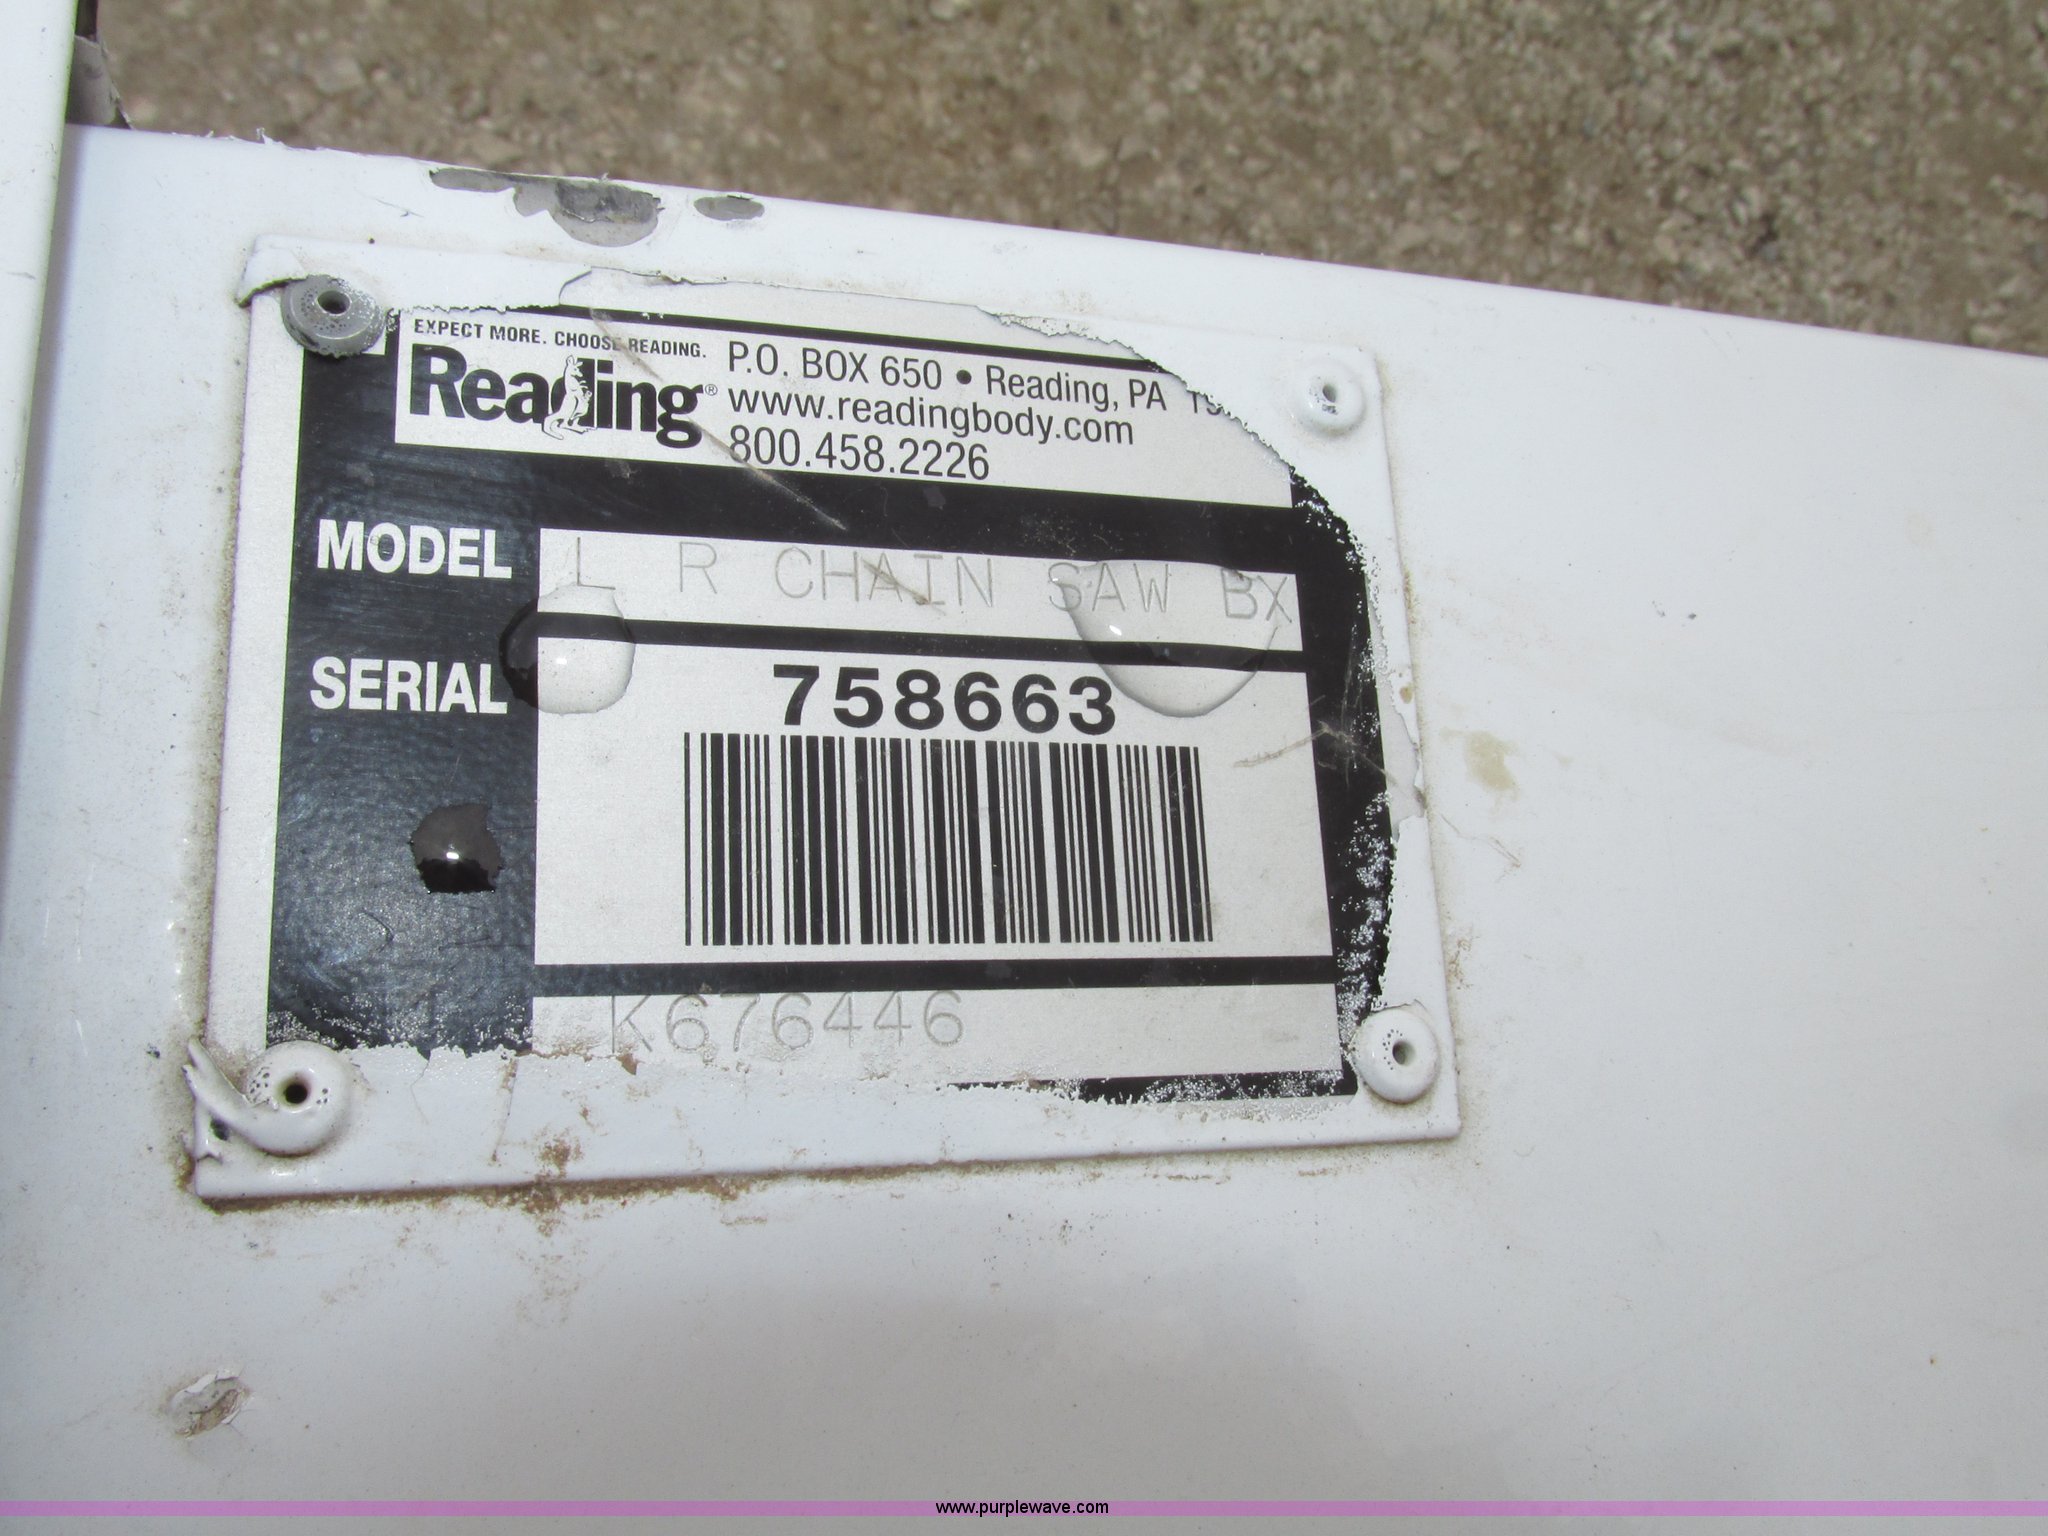 EXPECT MORE. CHOOSE READING.
Reading®
P.O. BOX 650 • Reading, PA
www.readingbody.com
800.458.2226
MODEL L R CHAIN SAW BX
SERIAL 758663
K676446
www.purplewave.com